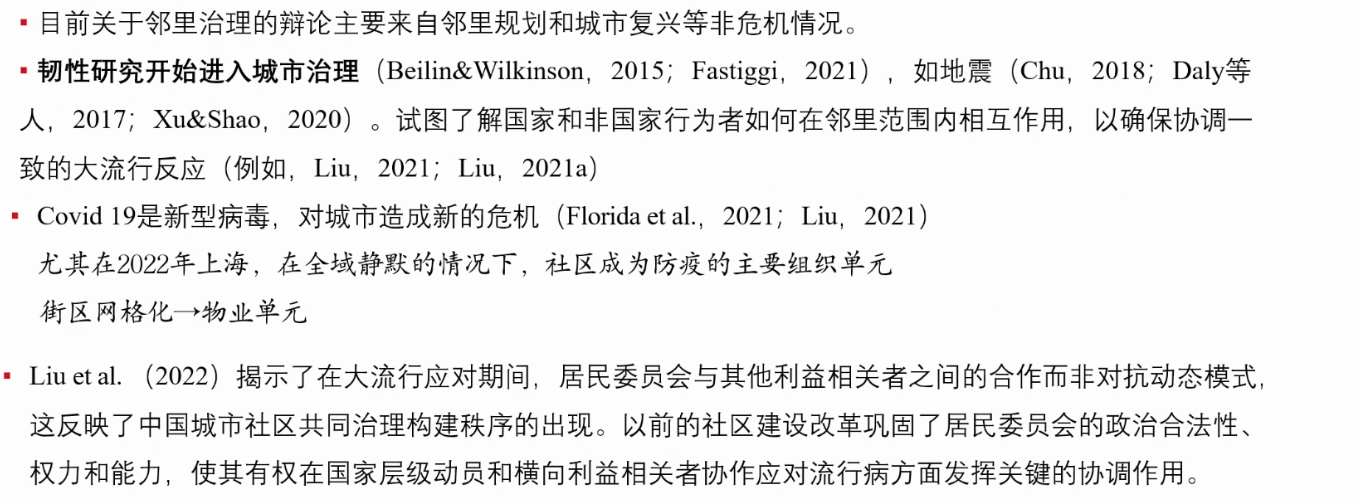 ▪ 目前关于邻里治理的辩论主要来自邻里规划和城市复兴等非危机情况。
▪ 韧性研究开始进入城市治理（Beilin&Wilkinson，2015；Fastiggi，2021），如地震（Chu，2018；Daly等
人，2017；Xu&Shao，2020）。试图了解国家和非国家行为者如何在邻里范围内相互作用，以确保协调一
致的大流行反应（例如，Liu，2021；Liu，2021a）
▪ Covid 19是新型病毒，对城市造成新的危机（Florida et al.，2021；Liu，2021）
尤其在2022年上海，在全域静默的情况下，社区成为防疫的主要组织单元
街区网格化→物业单元
▪ Liu et al. （2022）揭示了在大流行应对期间，居民委员会与其他利益相关者之间的合作而非对抗动态模式，
这反映了中国城市社区共同治理构建秩序的出现。以前的社区建设改革巩固了居民委员会的政治合法性、
权力和能力，使其有权在国家层级动员和横向利益相关者协作应对流行病方面发挥关键的协调作用。